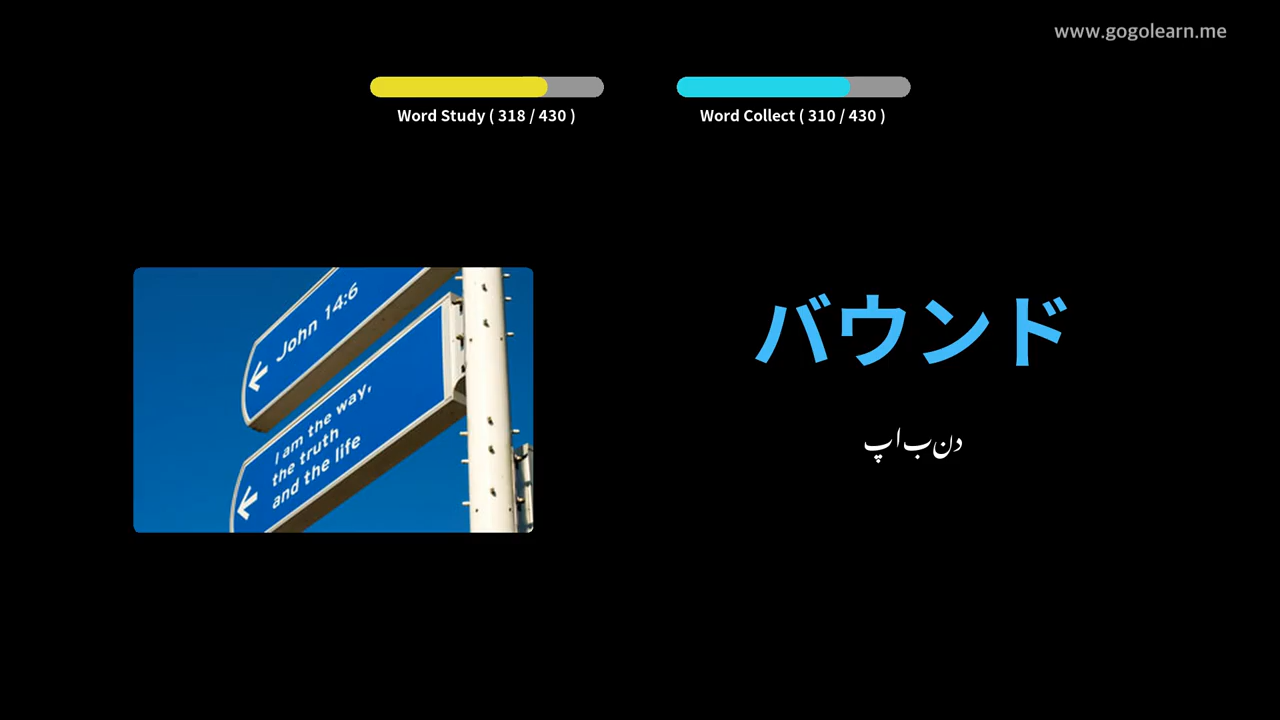 www.gogolearn.me
Word Study ( 318 / 430 )
Word Collect ( 310 / 430 )
John 14:6
I am the way,
the truth
and the life
バウンド
دن ب ا پ